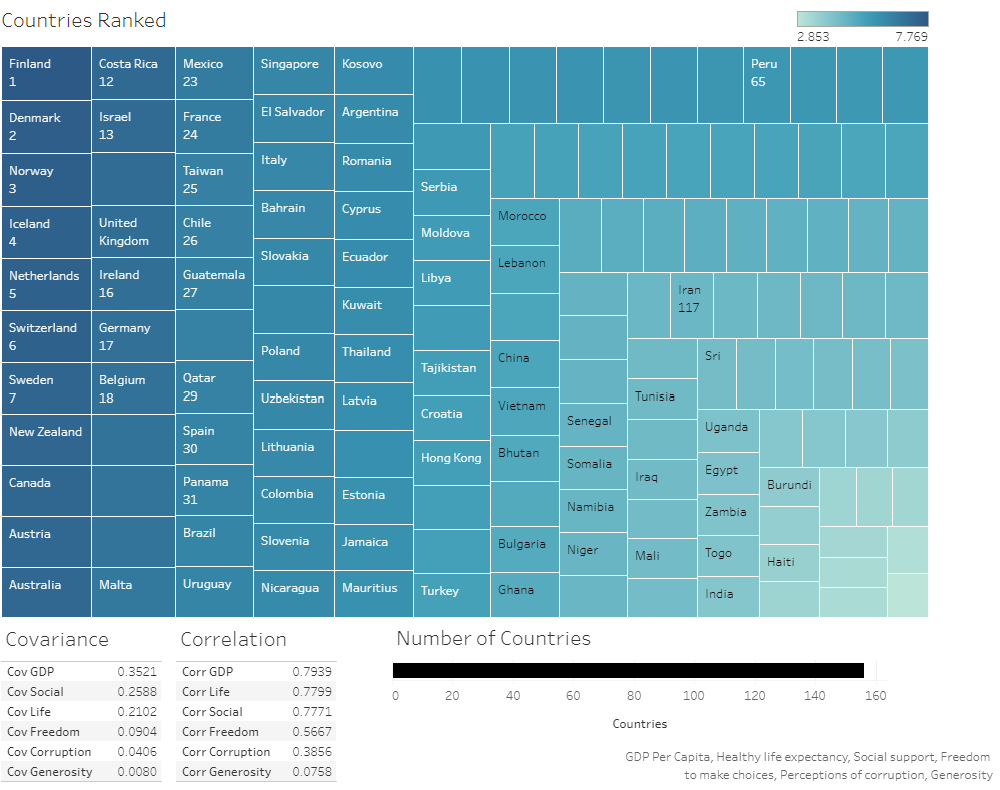 Countries Ranked
2.853 7.769
Finland
1
Denmark
2
Norway
3
Iceland
4
Netherlands
5
Switzerland
6
Sweden
7
New Zealand
Canada
Austria
Australia
Costa Rica
12
Israel
13
United
Kingdom
Ireland
16
Germany
17
Belgium
18
Malta
Mexico
23
France
24
Taiwan
25
Chile
26
Guatemala
27
Qatar
29
Spain
30
Panama
31
Brazil
Uruguay
Singapore
El Salvador
Italy
Bahrain
Slovakia
Poland
Uzbekistan
Lithuania
Colombia
Slovenia
Nicaragua
Kosovo
Argentina
Romania
Cyprus
Ecuador
Kuwait
Thailand
Latvia
Estonia
Jamaica
Mauritius
Peru
65
Serbia
Moldova
Libya
Tajikistan
Croatia
Hong Kong
Turkey
Morocco
Lebanon
China
Vietnam
Bhutan
Bulgaria
Ghana
Senegal
Somalia
Namibia
Niger
Iran
117
Tunisia
Iraq
Mali
Sri
Uganda
Egypt
Zambia
Togo
India
Burundi
Haiti
Covariance
Cov GDP 0.3521
Cov Social 0.2588
Cov Life 0.2102
Cov Freedom 0.0904
Cov Corruption 0.0406
Cov Generosity 0.0080
Correlation
Corr GDP 0.7939
Corr Life 0.7799
Corr Social 0.7771
Corr Freedom 0.5667
Corr Corruption 0.3856
Corr Generosity 0.0758
Number of Countries
0 20 40 60 80 100 120 140 160
Countries
GDP Per Capita, Healthy life expectancy, Social support, Freedom
to make choices, Perceptions of corruption, Generosity